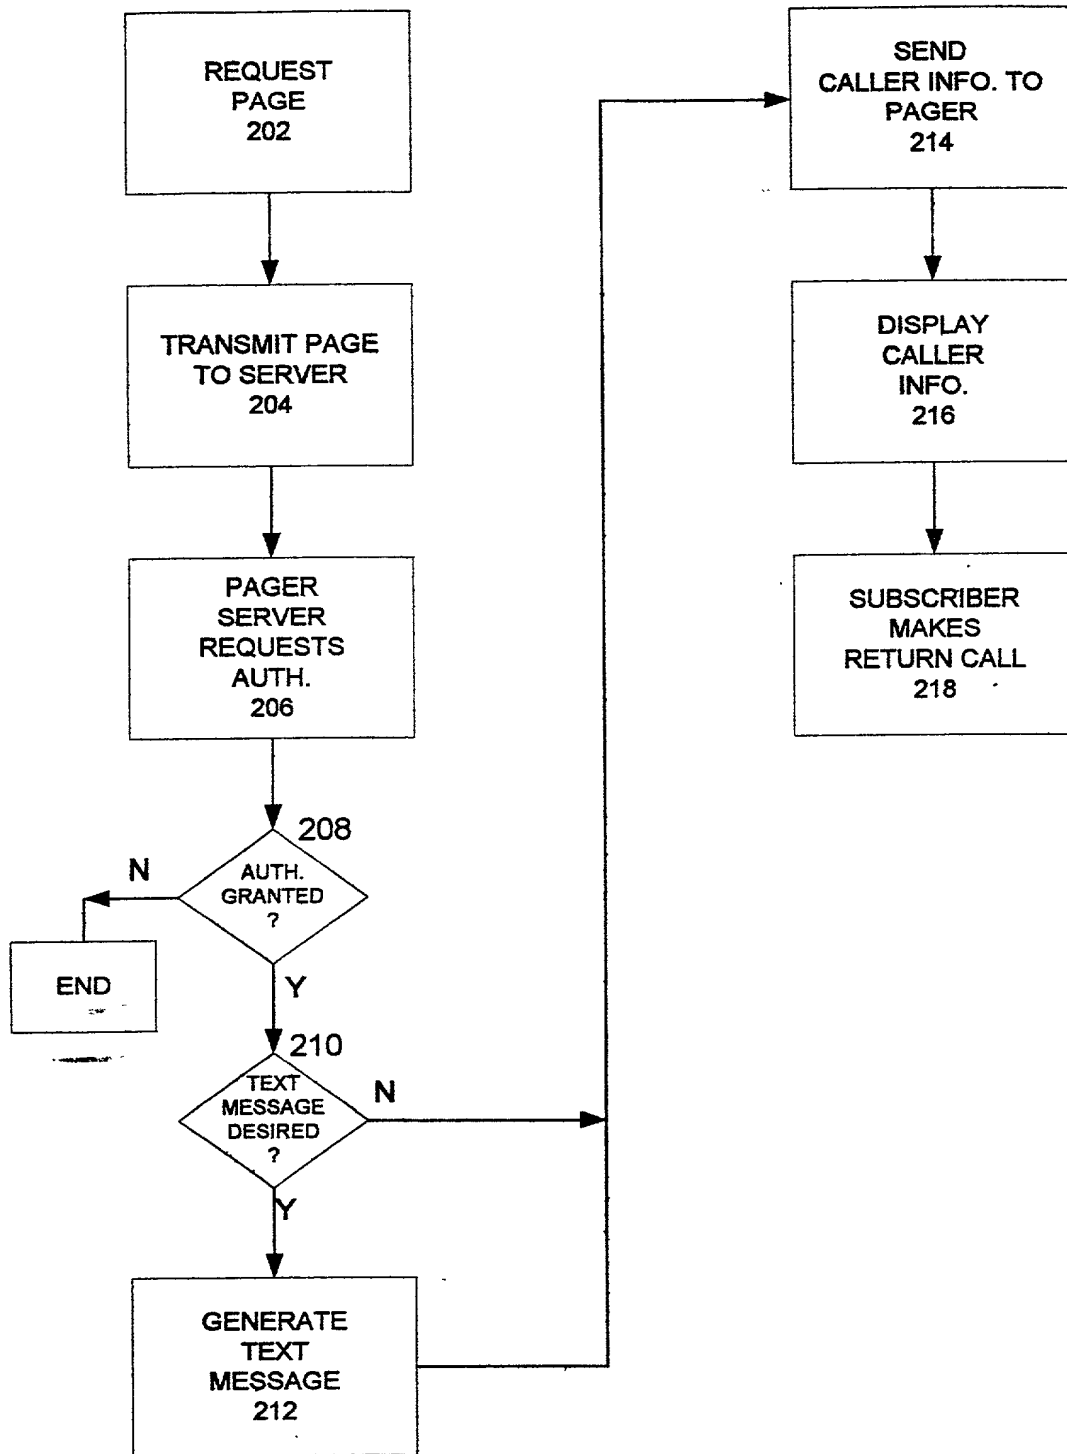 REQUEST
PAGE
202
TRANSMIT PAGE
TO SERVER
204
PAGER
SERVER
REQUESTS
AUTH.
206
208
AUTH.
GRANTED
?
N
END
Y
210
TEXT
MESSAGE
DESIRED
?
N
Y
GENERATE
TEXT
MESSAGE
212
SEND
CALLER INFO. TO
PAGER
214
DISPLAY
CALLER
INFO.
216
SUBSCRIBER
MAKES
RETURN CALL
218